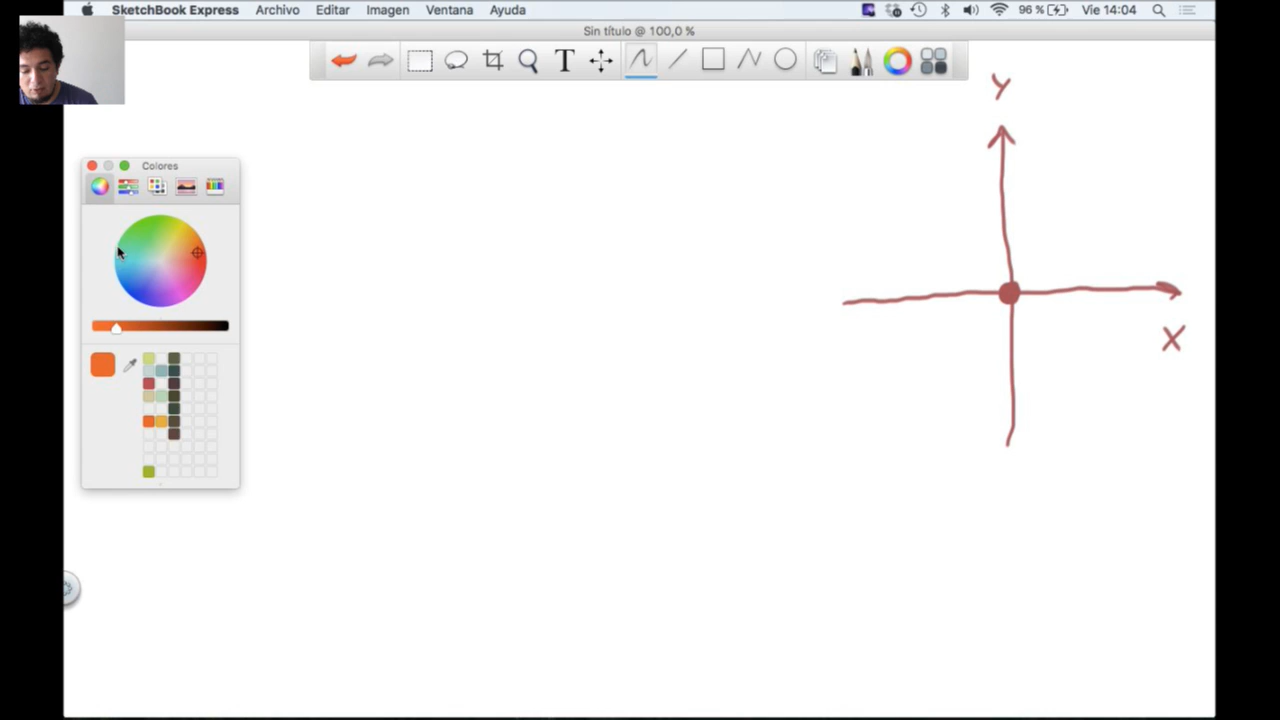 SketchBook Express Archivo Editar Imagen Ventana Ayuda 96 % Vie 14:04
Sin título @ 100,0 %
T
Y
Colores
X